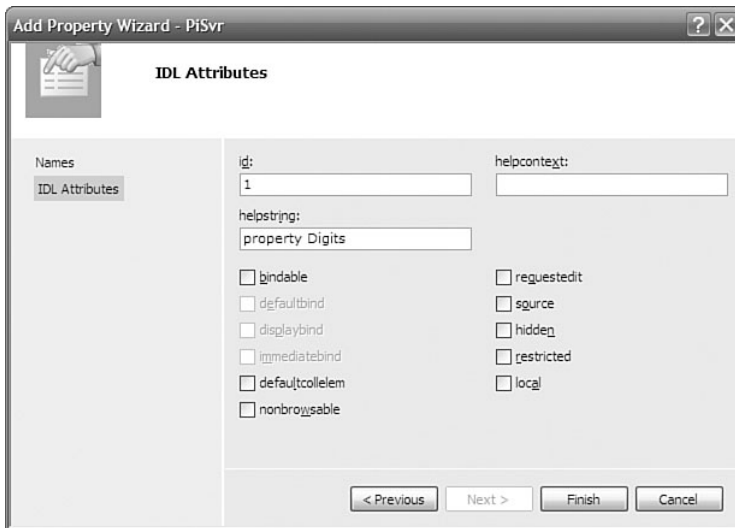 Add Property Wizard - PiSvr
IDL Attributes
Names
IDL Attributes
id:
helpcontext:
1
helpstring:
property Digits
bindable
requestedit
defaultbind
source
displaybind
hidden
immediatebind
restricted
defaultcollelem
local
nonbrowsable
< Previous
Next >
Finish
Cancel